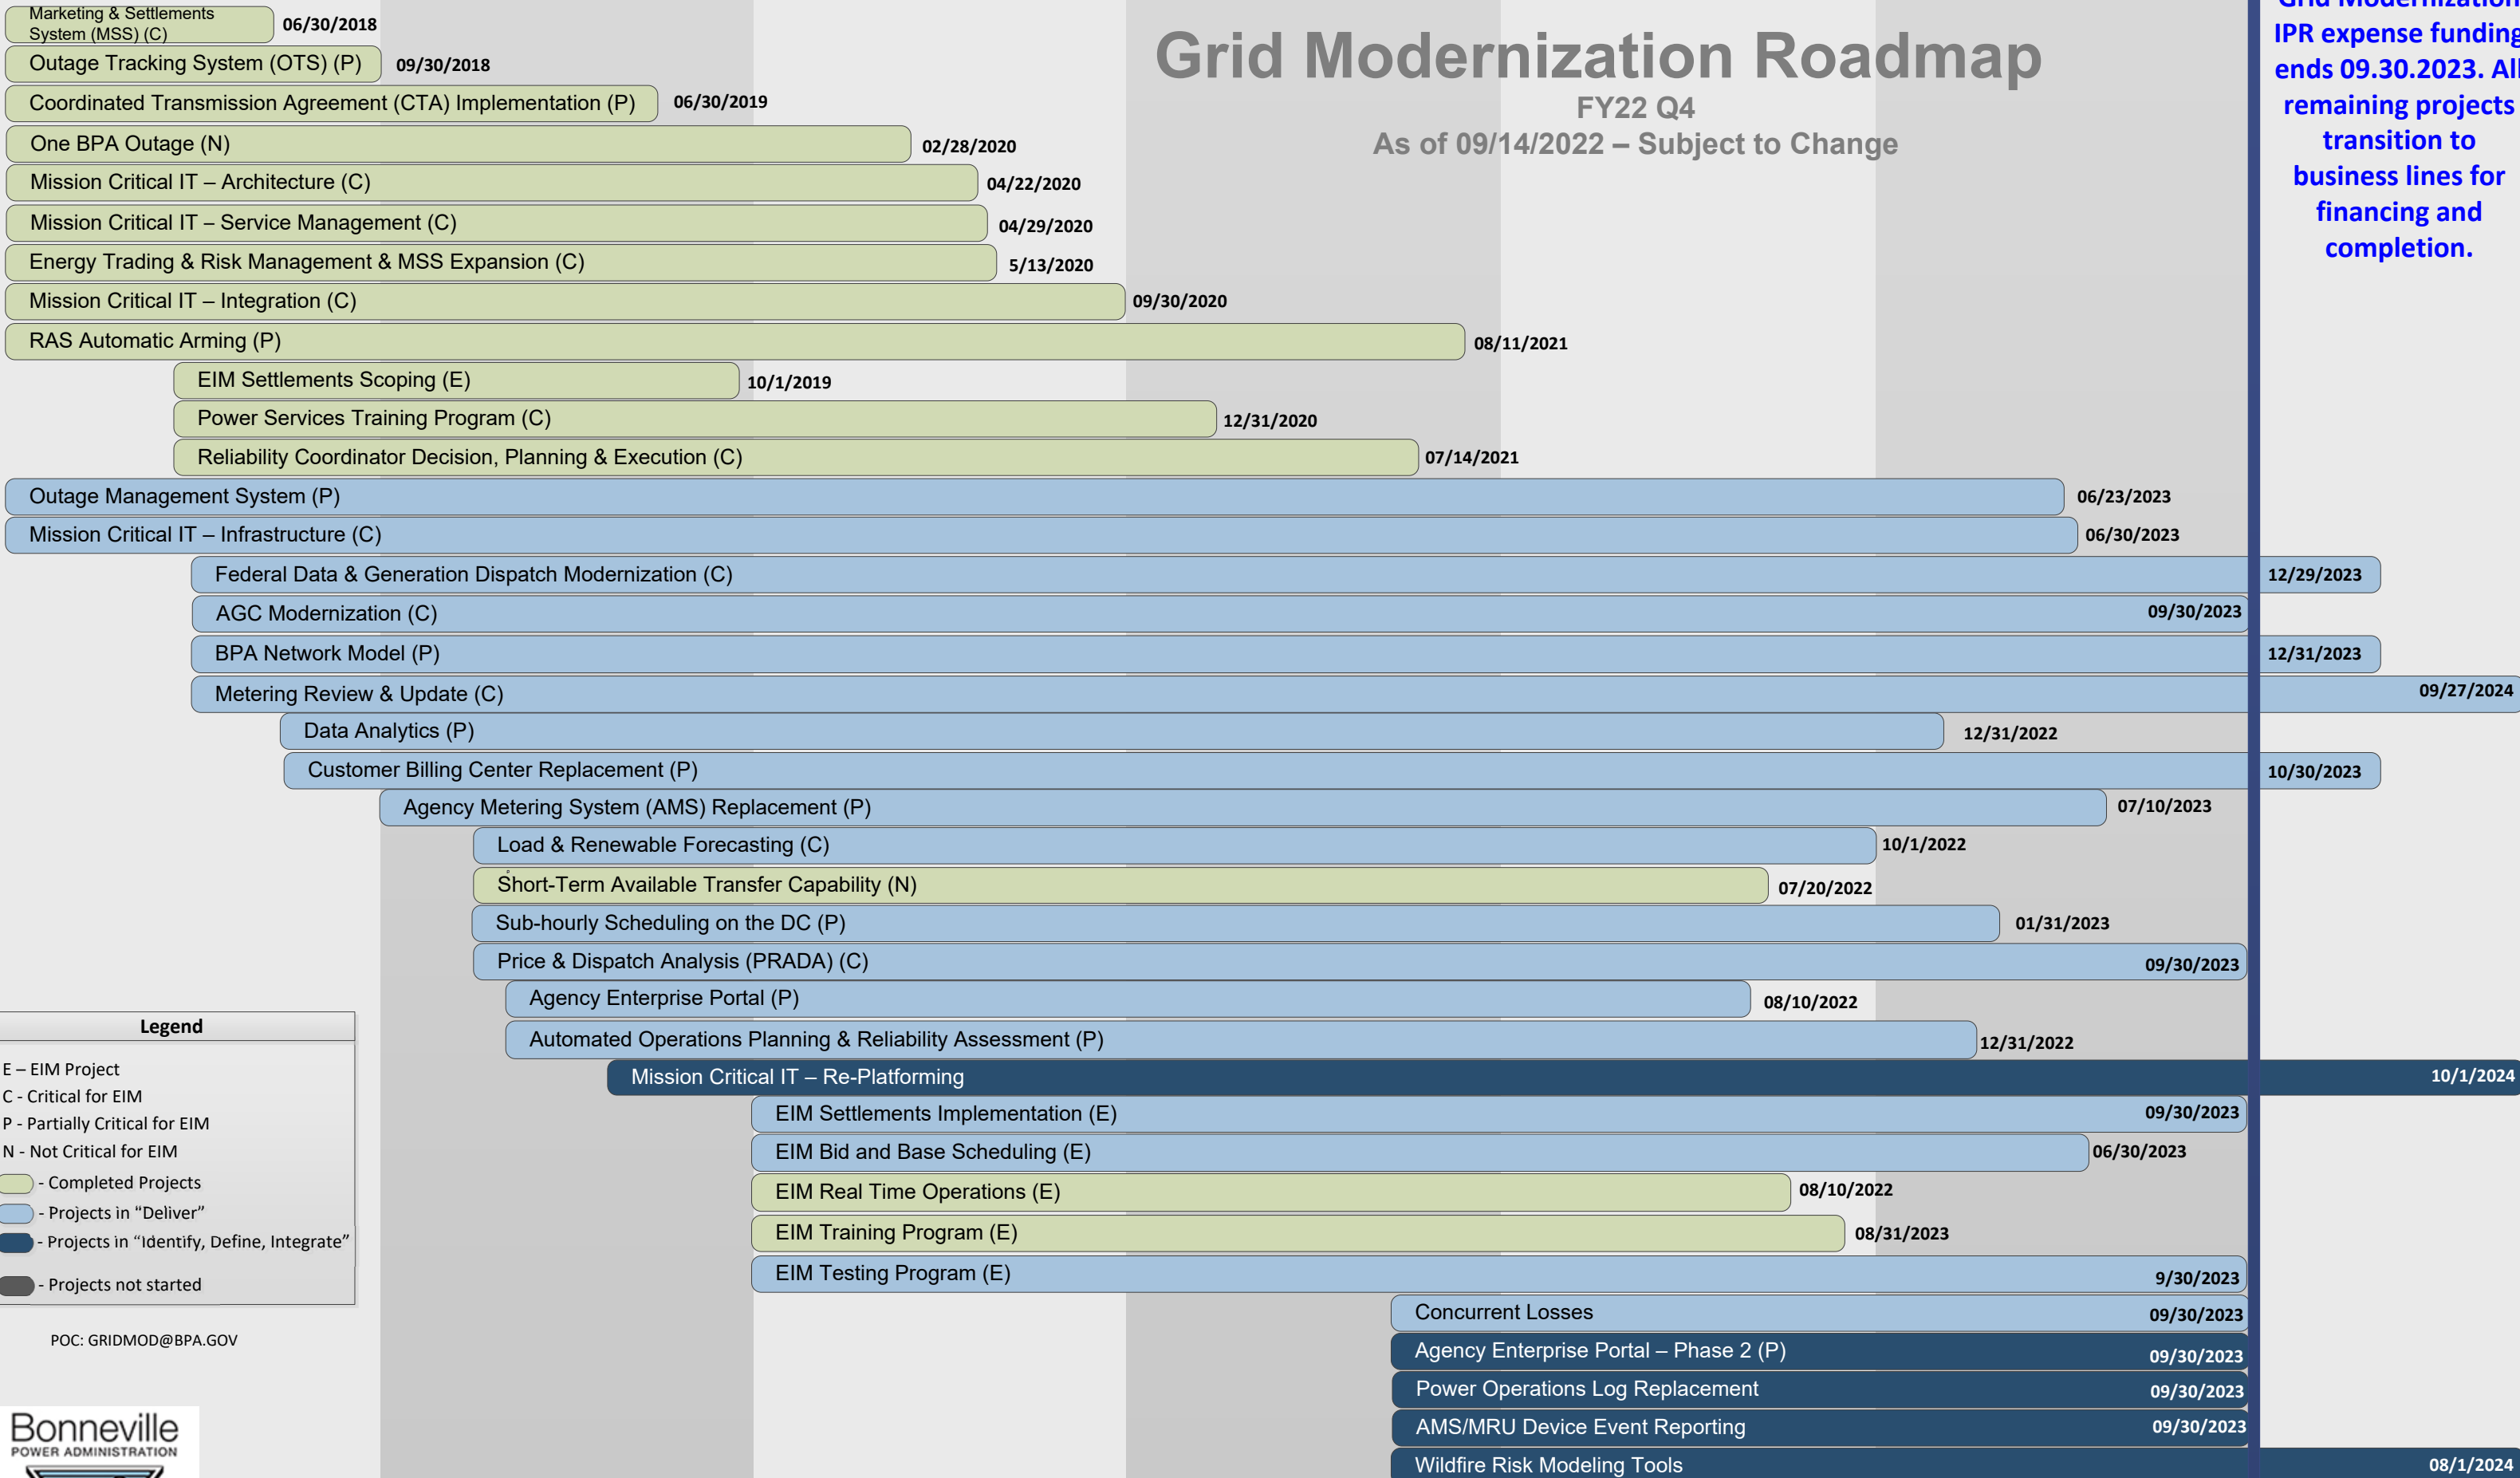 Marketing & Settlements
System (MSS) (C)
06/30/2018
Outage Tracking System (OTS) (P)
09/30/2018
Coordinated Transmission Agreement (CTA) Implementation (P)
06/30/2019
One BPA Outage (N)
02/28/2020
Mission Critical IT – Architecture (C)
04/22/2020
Mission Critical IT – Service Management (C)
04/29/2020
Energy Trading & Risk Management & MSS Expansion (C)
5/13/2020
Mission Critical IT – Integration (C)
09/30/2020
RAS Automatic Arming (P)
08/11/2021
EIM Settlements Scoping (E)
10/1/2019
Power Services Training Program (C)
12/31/2020
Reliability Coordinator Decision, Planning & Execution (C)
07/14/2021
Outage Management System (P)
06/23/2023
Mission Critical IT – Infrastructure (C)
06/30/2023
Federal Data & Generation Dispatch Modernization (C)
12/29/2023
AGC Modernization (C)
09/30/2023
BPA Network Model (P)
12/31/2023
Metering Review & Update (C)
09/27/2024
Data Analytics (P)
12/31/2022
Customer Billing Center Replacement (P)
10/30/2023
Agency Metering System (AMS) Replacement (P)
07/10/2023
Load & Renewable Forecasting (C)
10/1/2022
Short-Term Available Transfer Capability (N)
07/20/2022
Sub-hourly Scheduling on the DC (P)
01/31/2023
Price & Dispatch Analysis (PRADA) (C)
09/30/2023
Agency Enterprise Portal (P)
08/10/2022
Automated Operations Planning & Reliability Assessment (P)
12/31/2022
Mission Critical IT – Re-Platforming
10/1/2024
EIM Settlements Implementation (E)
09/30/2023
EIM Bid and Base Scheduling (E)
06/30/2023
EIM Real Time Operations (E)
08/10/2022
EIM Training Program (E)
08/31/2023
EIM Testing Program (E)
9/30/2023
Concurrent Losses
09/30/2023
Agency Enterprise Portal – Phase 2 (P)
09/30/2023
Power Operations Log Replacement
09/30/2023
AMS/MRU Device Event Reporting
09/30/2023
Wildfire Risk Modeling Tools
08/1/2024
Grid Modernization Roadmap
FY22 Q4
As of 09/14/2022 – Subject to Change
Grid Modernization
IPR expense funding
ends 09.30.2023. All
remaining projects
transition to
business lines for
financing and
completion.
Legend
E – EIM Project
C - Critical for EIM
P - Partially Critical for EIM
N - Not Critical for EIM
- Completed Projects
- Projects in “Deliver”
- Projects in “Identify, Define, Integrate”
- Projects not started
POC: GRIDMOD@BPA.GOV
Bonneville
POWER ADMINISTRATION